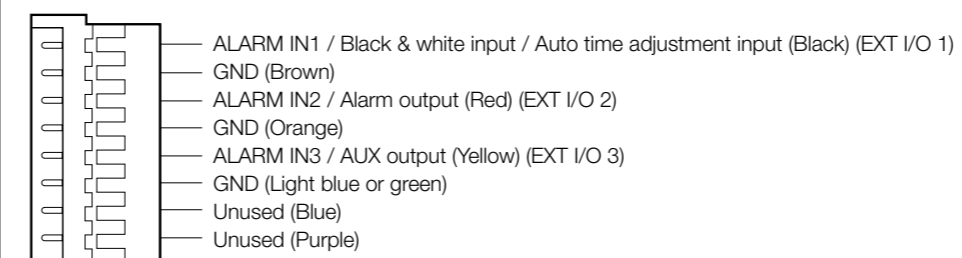 ALARM IN1 / Black & white input / Auto time adjustment input (Black) (EXT I/O 1)
GND (Brown)
ALARM IN2 / Alarm output (Red) (EXT I/O 2)
GND (Orange)
ALARM IN3 / AUX output (Yellow) (EXT I/O 3)
GND (Light blue or green)
Unused (Blue)
Unused (Purple)